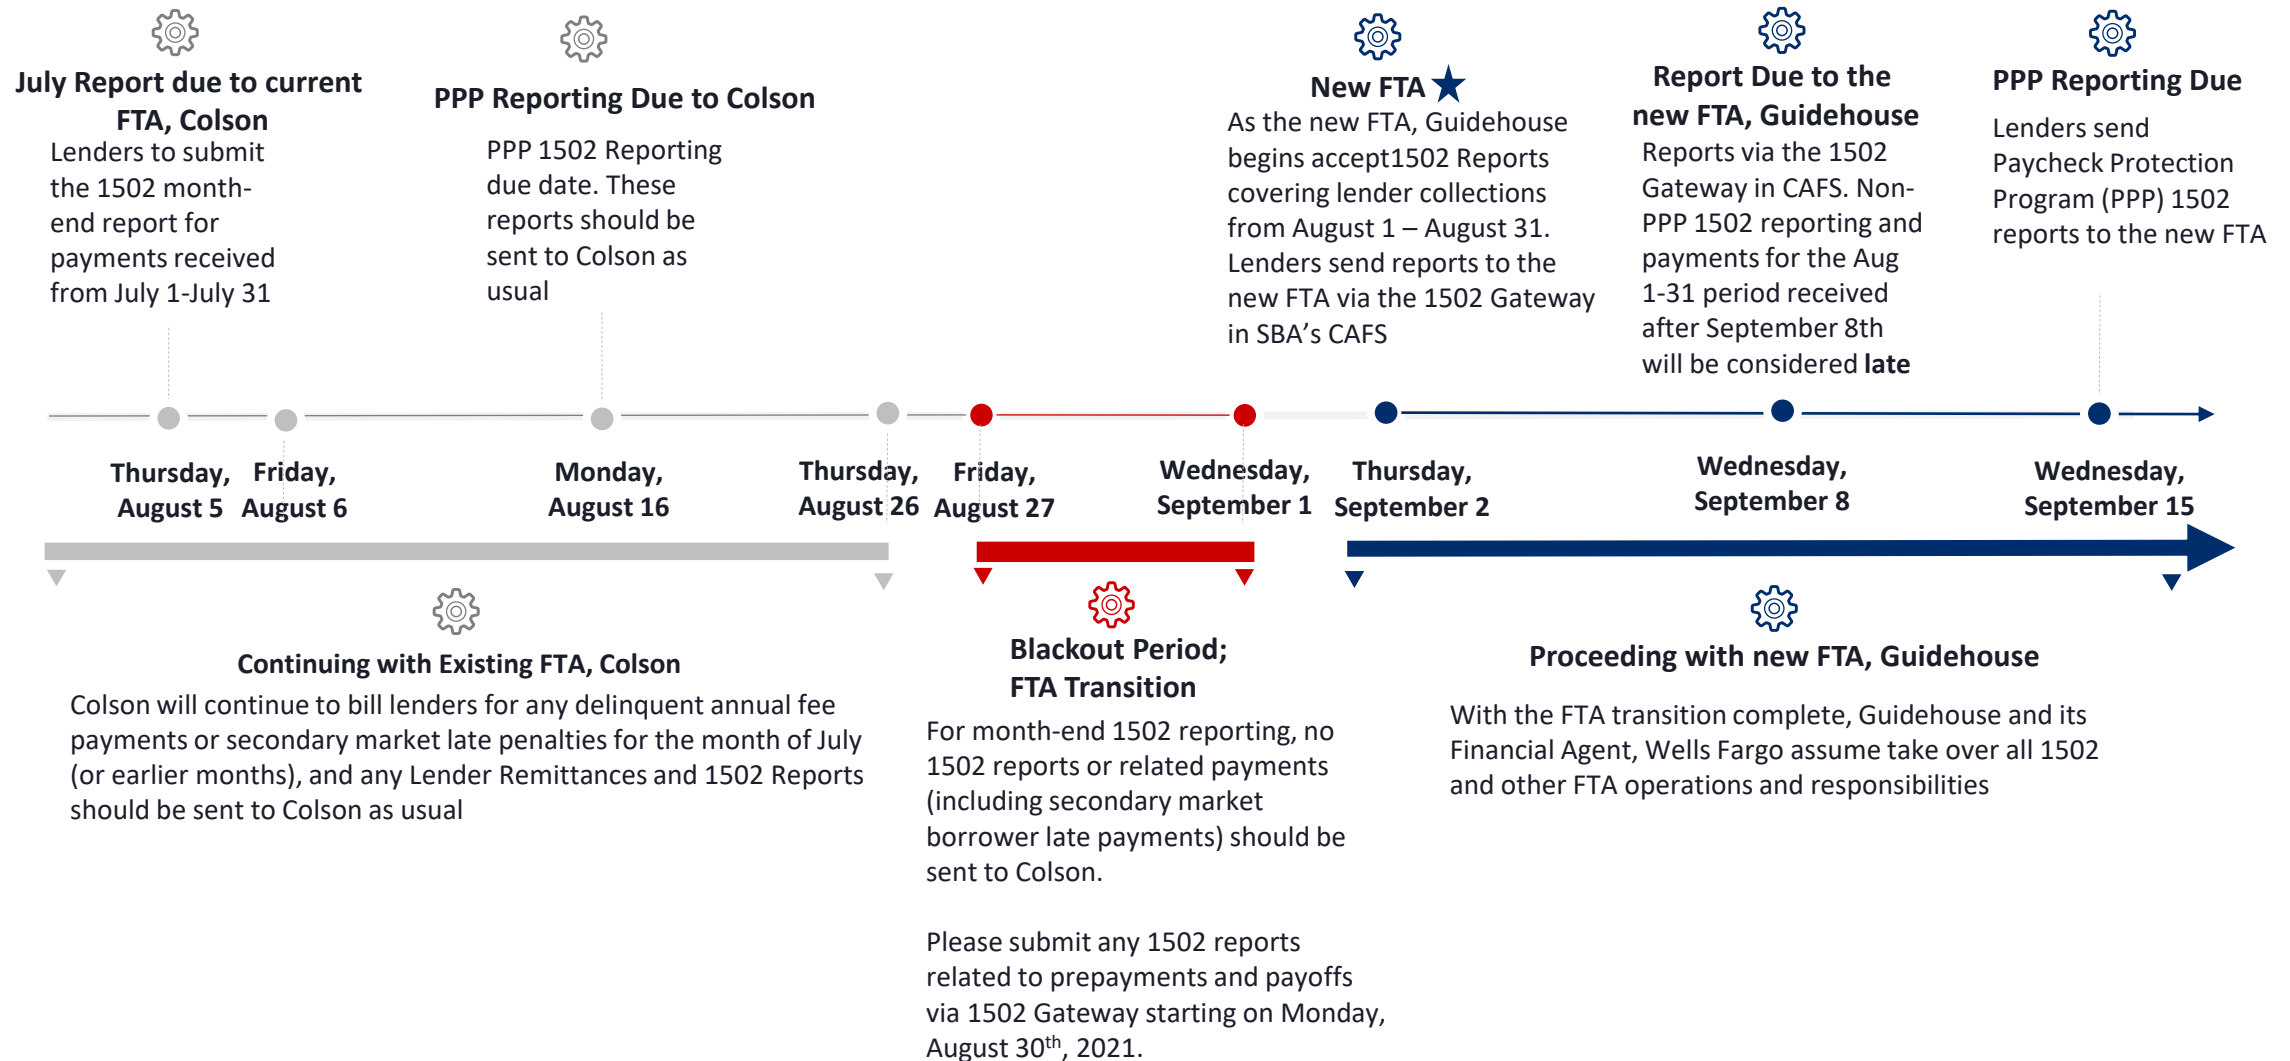 July Report due to current
FTA, Colson
Lenders to submit
the 1502 month-
end report for
payments received
from July 1-July 31
PPP Reporting Due to Colson
PPP 1502 Reporting
due date. These
reports should be
sent to Colson as
usual
New FTA
As the new FTA, Guidehouse
begins accept1502 Reports
covering lender collections
from August 1 – August 31.
Lenders send reports to the
new FTA via the 1502 Gateway
in SBA's CAFS
Report Due to the
new FTA, Guidehouse
Reports via the 1502
Gateway in CAFS. Non-
PPP 1502 reporting and
payments for the Aug
1-31 period received
after September 8th
will be considered late
PPP Reporting Due
Lenders send
Paycheck Protection
Program (PPP) 1502
reports to the new FTA
Thursday,
August 5
Friday,
August 6
Monday,
August 16
Thursday,
August 26
Friday,
August 27
Wednesday,
September 1
Thursday,
September 2
Wednesday,
September 8
Wednesday,
September 15
Continuing with Existing FTA, Colson
Colson will continue to bill lenders for any delinquent annual fee
payments or secondary market late penalties for the month of July
(or earlier months), and any Lender Remittances and 1502 Reports
should be sent to Colson as usual
Blackout Period;
FTA Transition
For month-end 1502 reporting, no
1502 reports or related payments
(including secondary market
borrower late payments) should be
sent to Colson.
Please submit any 1502 reports
related to prepayments and payoffs
via 1502 Gateway starting on Monday,
August 30th, 2021.
Proceeding with new FTA, Guidehouse
With the FTA transition complete, Guidehouse and its
Financial Agent, Wells Fargo assume take over all 1502
and other FTA operations and responsibilities